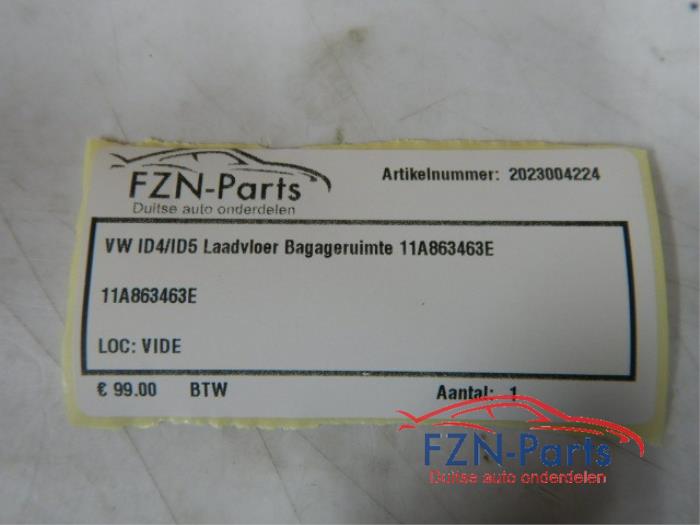 FZN-Parts
Duitse auto onderdelen
Artikelnummer: 2023004224
VW ID4/ID5 Laadvloer Bagageruimte 11A863463E
11A863463E
LOC: VIDE
€ 99.00 BTW Aantal: 1
FZN-Parts
Duitse auto onderdelen